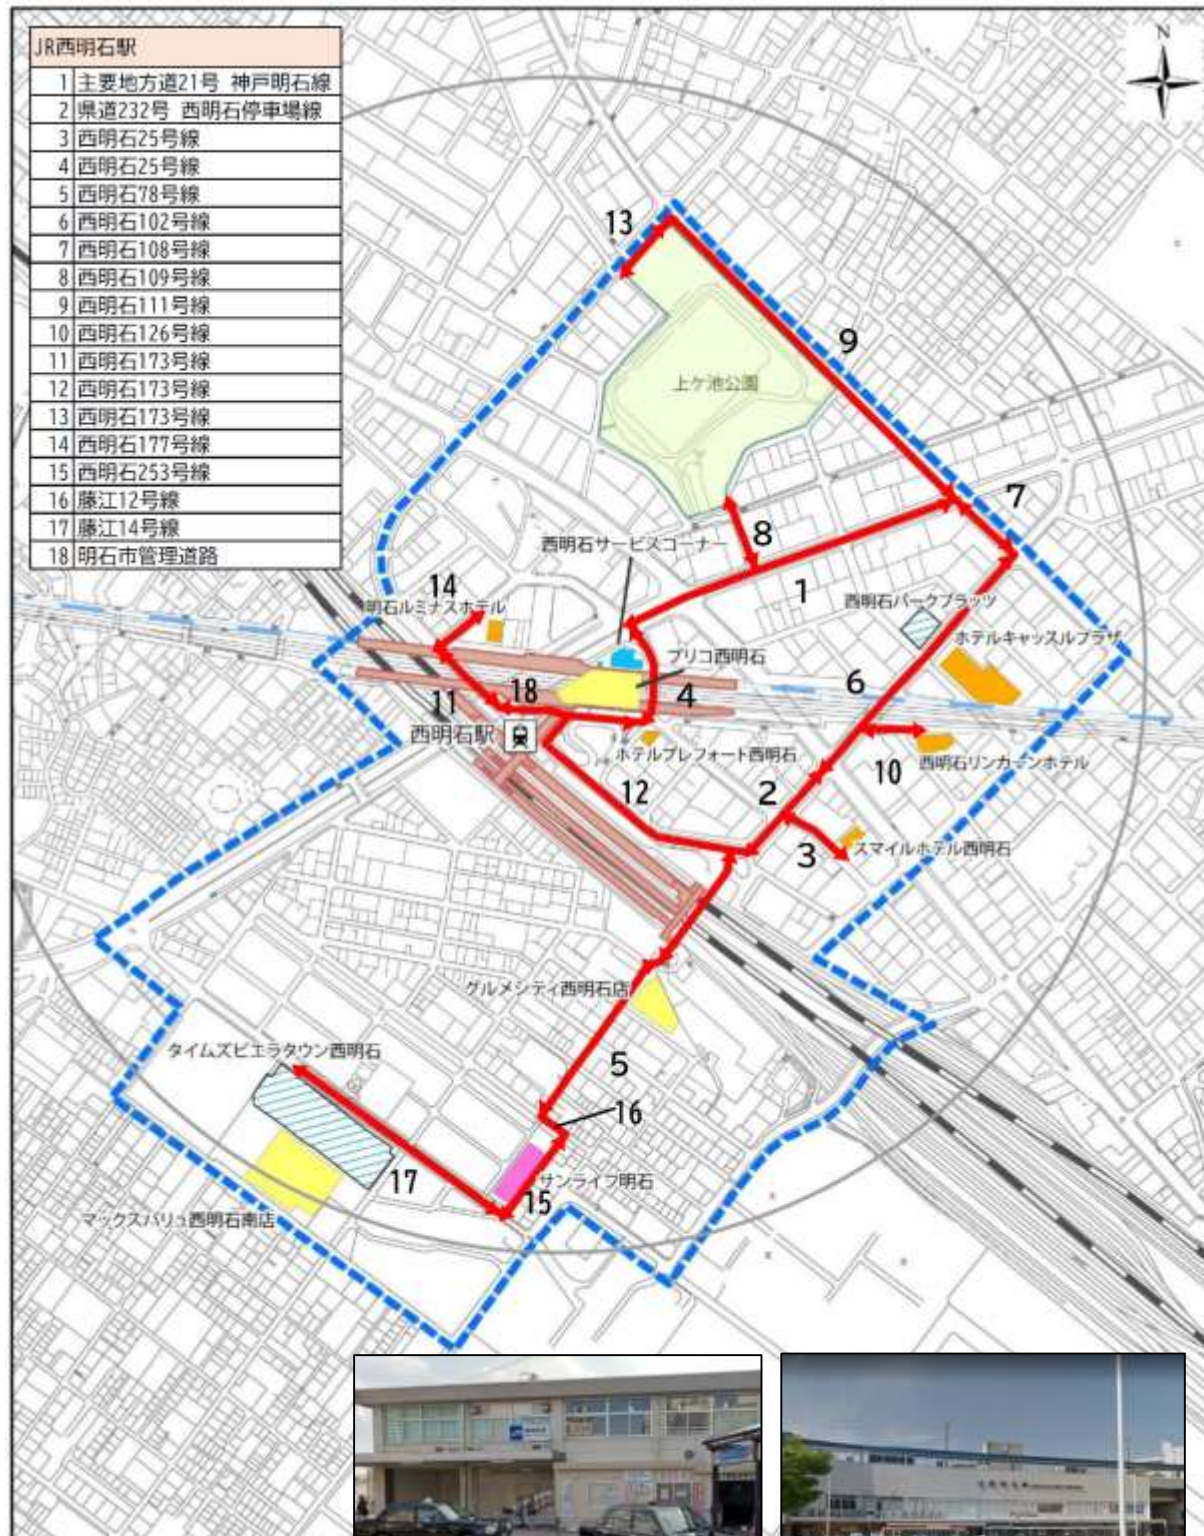 JR西明石駅
1 主要地方道21号 神戸明石線
2 県道232号 西明石停車場線
3 西明石25号線
4 西明石25号線
5 西明石78号線
6 西明石102号線
7 西明石108号線
8 西明石109号線
9 西明石111号線
10 西明石126号線
11 西明石173号線
12 西明石173号線
13 西明石173号線
14 西明石177号線
15 西明石253号線
16 藤江12号線
17 藤江14号線
18 明石市管理道路
N
13
9
上ケ池公園
7
8
西明石サービスコーナー
1
14
西明石パークプラッツ
明石ルミナスホテル
ホテルキャッスルプラザ
プリコ西明石
6
18
4
11
西明石駅
ホテルプレフォート西明石
西明石リンカーンホテル
10
12
2
3
スマイルホテル西明石
グルメシティ西明石店
タイムズビエラタウン西明石
5
16
17
サンライフ明石
15
マックスバリュ西明石南店